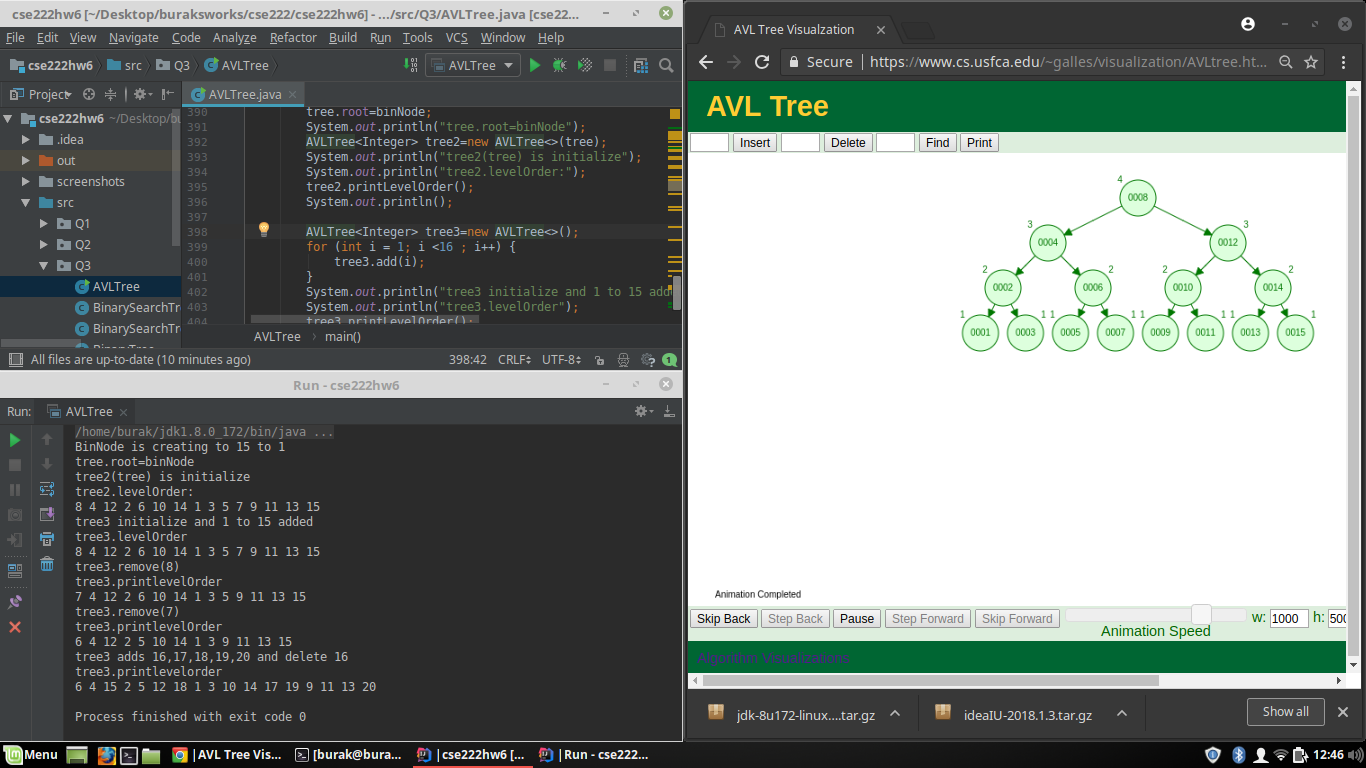 cse222hw6 [~/Desktop/buraksworks/cse222/cse222hw6] - .../src/Q3/AVLTree.java [cse22...
File Edit View Navigate Code Analyze Refactor Build Run Tools VCS Window Help
cse222hw6 src Q3 AVLTree AVLTree
Project AVLTree.java
cse222hw6 ~/Desktop/bu
.idea
out
screenshots
src
Q1
Q2
Q3
AVLTree
BinarySearchTr
BinarySearchTr
390 tree.root=binNode;
391 System.out.println("tree.root=binNode");
392 AVLTree<Integer> tree2=new AVLTree<>(tree);
393 System.out.println("tree2(tree) is initialize");
394 System.out.println("tree2.levelOrder:");
395 tree2.printLevelOrder();
396 System.out.println();
397
398 AVLTree<Integer> tree3=new AVLTree<>();
399 for (int i = 1; i <16 ; i++) {
400 tree3.add(i);
401 }
402 System.out.println("tree3 initialize and 1 to 15 add
403 System.out.println("tree3.levelOrder");
404 tree3.printLevelOrder();
AVLTree main()
All files are up-to-date (10 minutes ago) 398:42 CRLF UTF-8 1
Run - cse222hw6
Run: AVLTree
/home/burak/jdk1.8.0_172/bin/java ...
BinNode is creating to 15 to 1
tree.root=binNode
tree2(tree) is initialize
tree2.levelOrder:
8 4 12 2 6 10 14 1 3 5 7 9 11 13 15
tree3 initialize and 1 to 15 added
tree3.levelOrder
8 4 12 2 6 10 14 1 3 5 7 9 11 13 15
tree3.remove(8)
tree3.printlevelOrder
7 4 12 2 6 10 14 1 3 5 9 11 13 15
tree3.remove(7)
tree3.printlevelOrder
6 4 12 2 5 10 14 1 3 9 11 13 15
tree3 adds 16,17,18,19,20 and delete 16
tree3.printlevelorder
6 4 15 2 5 12 18 1 3 10 14 17 19 9 11 13 20
Process finished with exit code 0
AVL Tree Visualzation
Secure https://www.cs.usfca.edu/~galles/visualization/AVLtree.ht...
AVL Tree
Insert Delete Find Print
4
0008
3 3
0004 0012
2 2 2 2
0002 0006 0010 0014
1 1 1 1 1 1 1 1
0001 0003 0005 0007 0009 0011 0013 0015
Animation Completed
Skip Back Step Back Pause Step Forward Skip Forward w: 1000 h: 500
Animation Speed
Algorithm Visualizations
jdk-8u172-linux....tar.gz ideaIU-2018.1.3.tar.gz Show all
Menu AVL Tree Vis... [burak@bura... cse222hw6 [... Run - cse222... 12:46